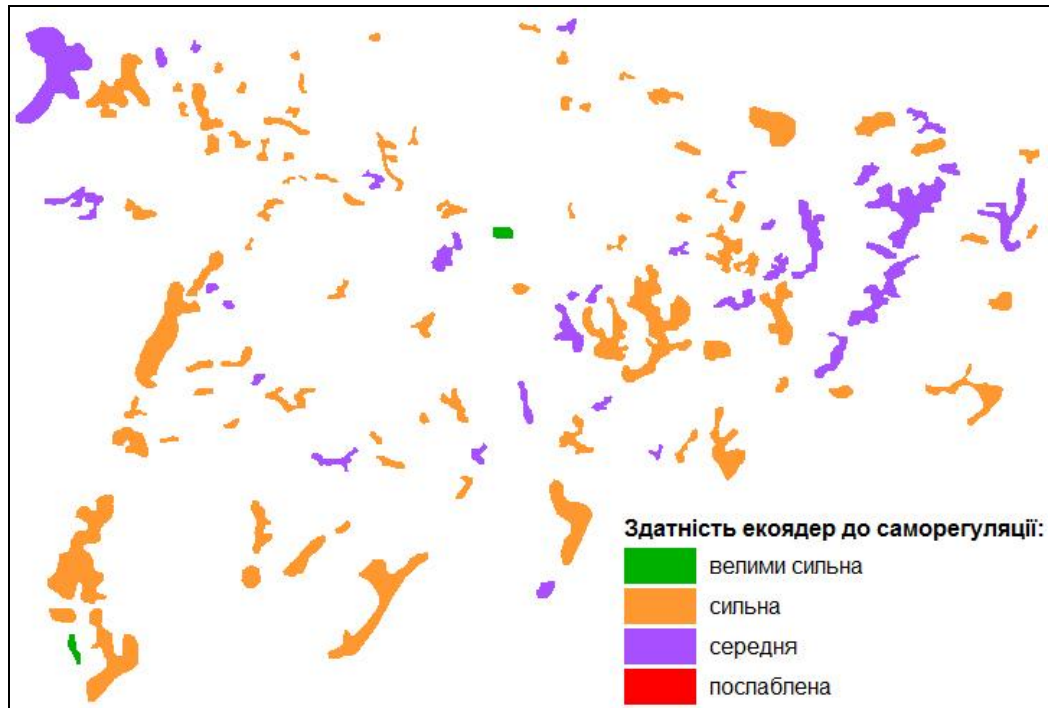 Здатність екоядер до саморегуляції:
велими сильна
сильна
середня
послаблена